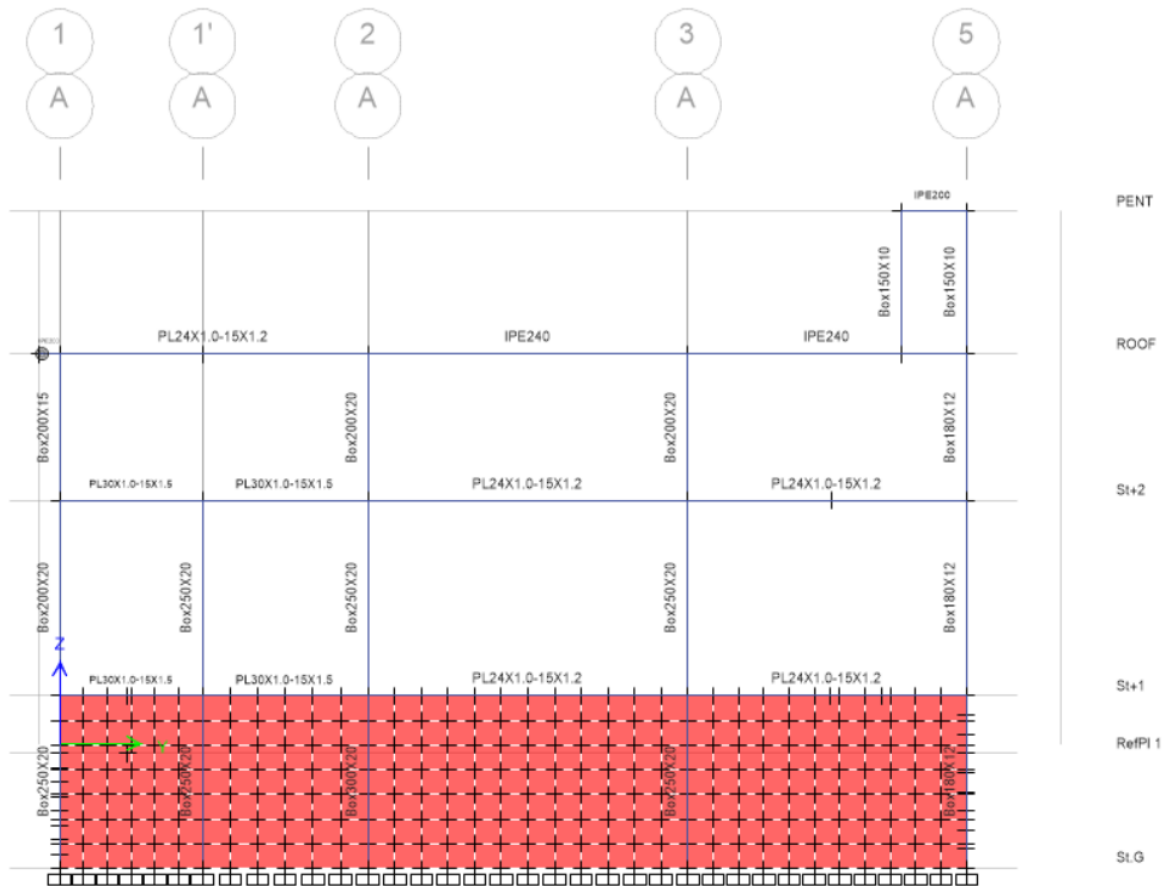 1 1' 2 3 5
A A A A A
IPE200 PENT
Box150X10 Box150X10
PL24X1.0-15X1.2 IPE240 IPE240 ROOF
Box200X15 Box200X20 Box200X20 Box180X12
PL30X1.0-15X1.5 PL30X1.0-15X1.5 PL24X1.0-15X1.2 PL24X1.0-15X1.2 St+2
Box200X20 Box250X20 Box250X20 Box250X20 Box180X12
Z
PL30X1.0-15X1.5 PL30X1.0-15X1.5 PL24X1.0-15X1.2 PL24X1.0-15X1.2 St+1
Y RefPl 1
Box250X20 Box250X20 Box300X20 Box250X20 Box180X12
St.G